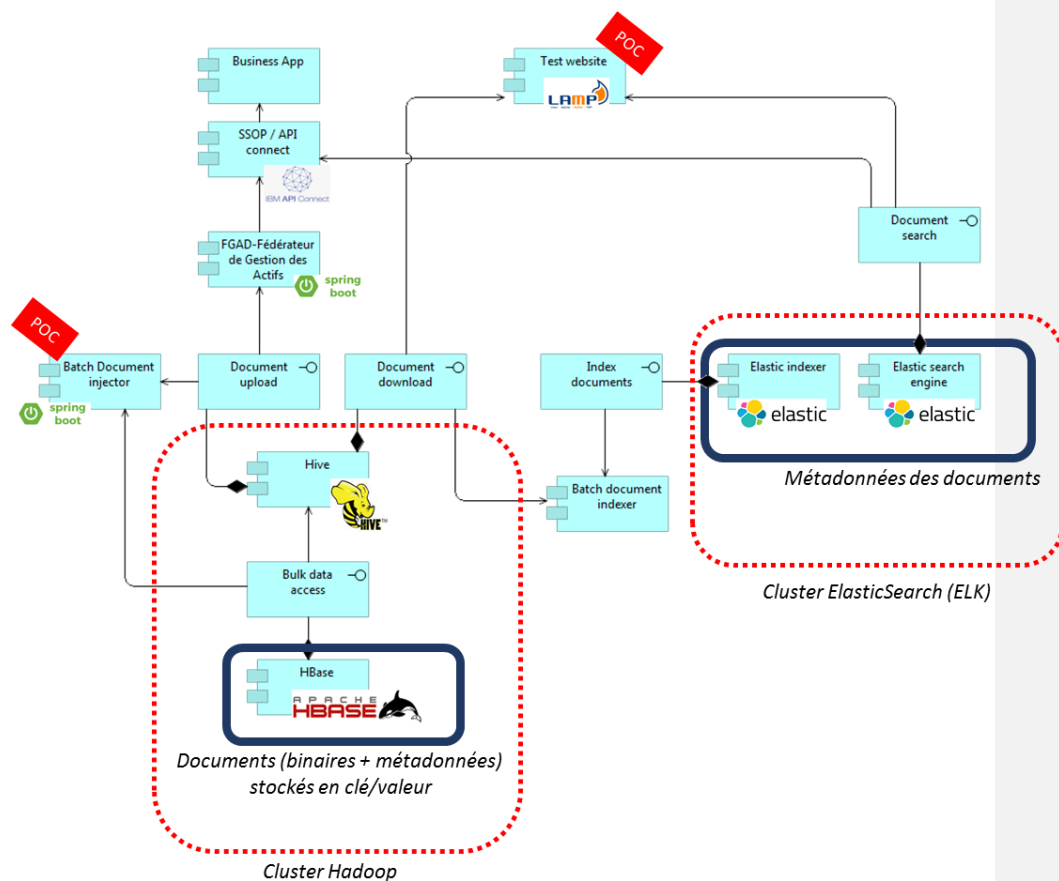 POC
Business App
Test website
LAMP
SSOP / API
connect
IBM API Connect
Document
search
FGAD-Fédérateur
de Gestion des
Actifs
spring
boot
POC
Batch Document
injector
spring
boot
Document
upload
Document
download
Index
documents
Elastic indexer
elastic
Elastic search
engine
elastic
Métadonnées des documents
Hive
HIVE™
Batch document
indexer
Bulk data
access
Cluster ElasticSearch (ELK)
HBase
APACHE
HBASE
Documents (binaires + métadonnées)
stockés en clé/valeur
Cluster Hadoop